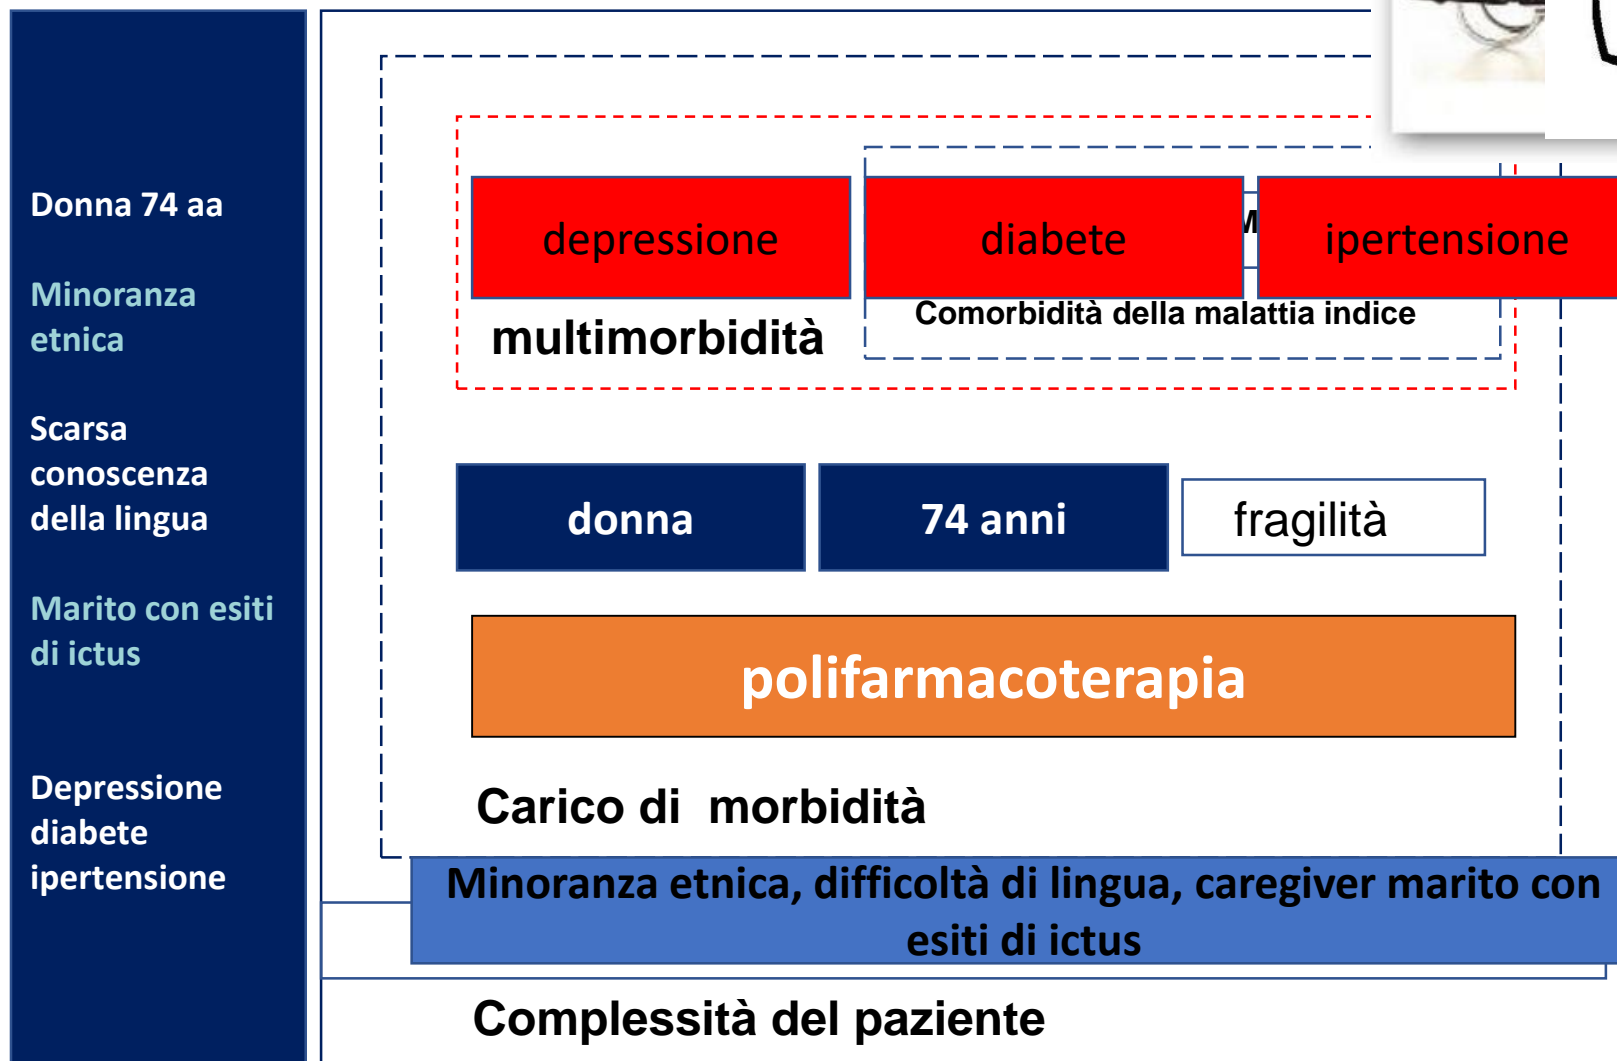 Donna 74 aa
Minoranza
etnica
Scarsa
conoscenza
della lingua
Marito con esiti
di ictus
Depressione
diabete
ipertensione
depressione
diabete
ipertensione
multimorbidità
Comorbidità della malattia indice
donna
74 anni
fragilità
polifarmacoterapia
Carico di morbidità
Minoranza etnica, difficoltà di lingua, caregiver marito con
esiti di ictus
Complessità del paziente